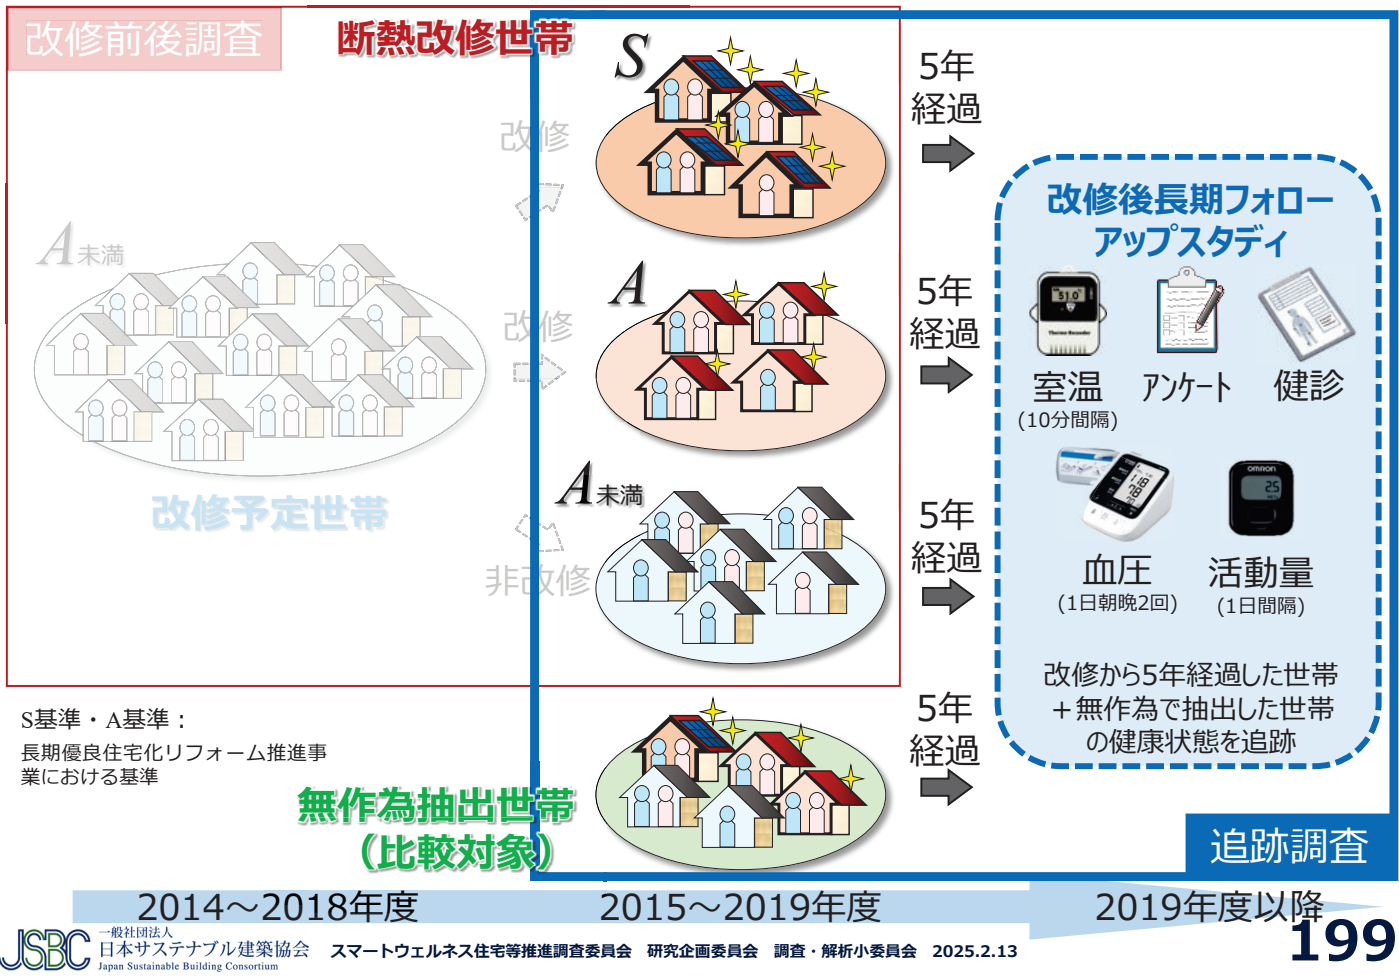 改修前後調査
断熱改修世帯
S
5年
経過
改修
A未満
改修予定世帯
A
5年
経過
改修
A未満
5年
経過
非改修
改修後長期フォロー
アップスタディ
51.0
Thermo Recorder
室温
(10分間隔)
アンケート
健診
118
78
70
血圧
(1日朝晩2回)
OMRON
25
活動量
(1日間隔)
改修から5年経過した世帯
＋無作為で抽出した世帯
の健康状態を追跡
S基準・A基準：
長期優良住宅化リフォーム推進事
業における基準
無作為抽出世帯
（比較対象）
5年
経過
追跡調査
2014～2018年度
2015～2019年度
2019年度以降
JSBC
一般社団法人
日本サステナブル建築協会
Japan Sustainable Building Consortium
スマートウェルネス住宅等推進調査委員会　研究企画委員会　調査・解析小委員会　2025.2.13
199